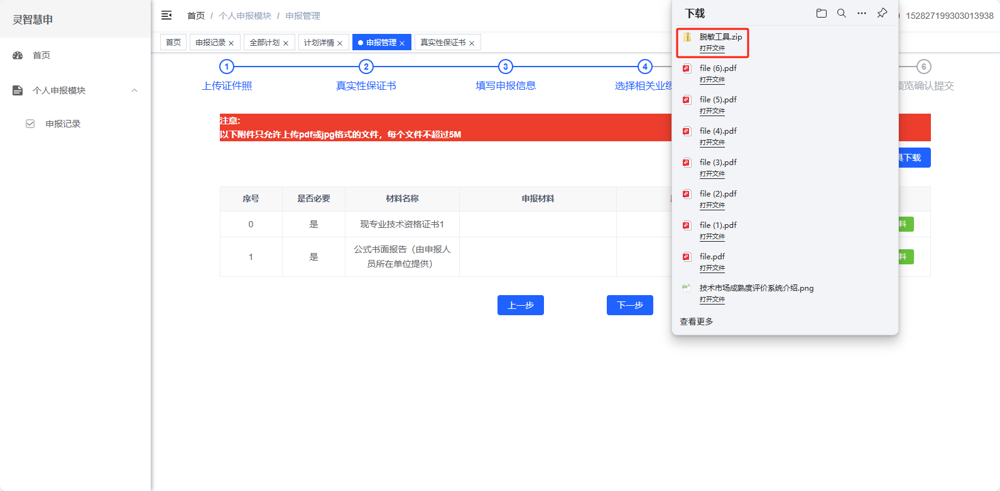 灵智慧申
首页
个人申报模块
申报记录
首页 / 个人申报模块 / 申报管理
152827199303013938
首页
申报记录 ×
全部计划 ×
计划详情 ×
申报管理 ×
真实性保证书 ×
1
上传证件照
2
真实性保证书
3
填写申报信息
4
选择相关业绩
6
预览确认提交
注意：
以下附件只允许上传pdf或jpg格式的文件，每个文件不超过5M
具下载
序号 是否必要 材料名称 申报材料
0 是 现专业技术资格证书1
料
1 是 公式书面报告（由申报人
员所在单位提供）
料
上一步
下一步
下载
脱敏工具.zip
打开文件
file (6).pdf
打开文件
file (5).pdf
打开文件
file (4).pdf
打开文件
file (3).pdf
打开文件
file (2).pdf
打开文件
file (1).pdf
打开文件
file.pdf
打开文件
技术市场成熟度评价系统介绍.png
打开文件
查看更多